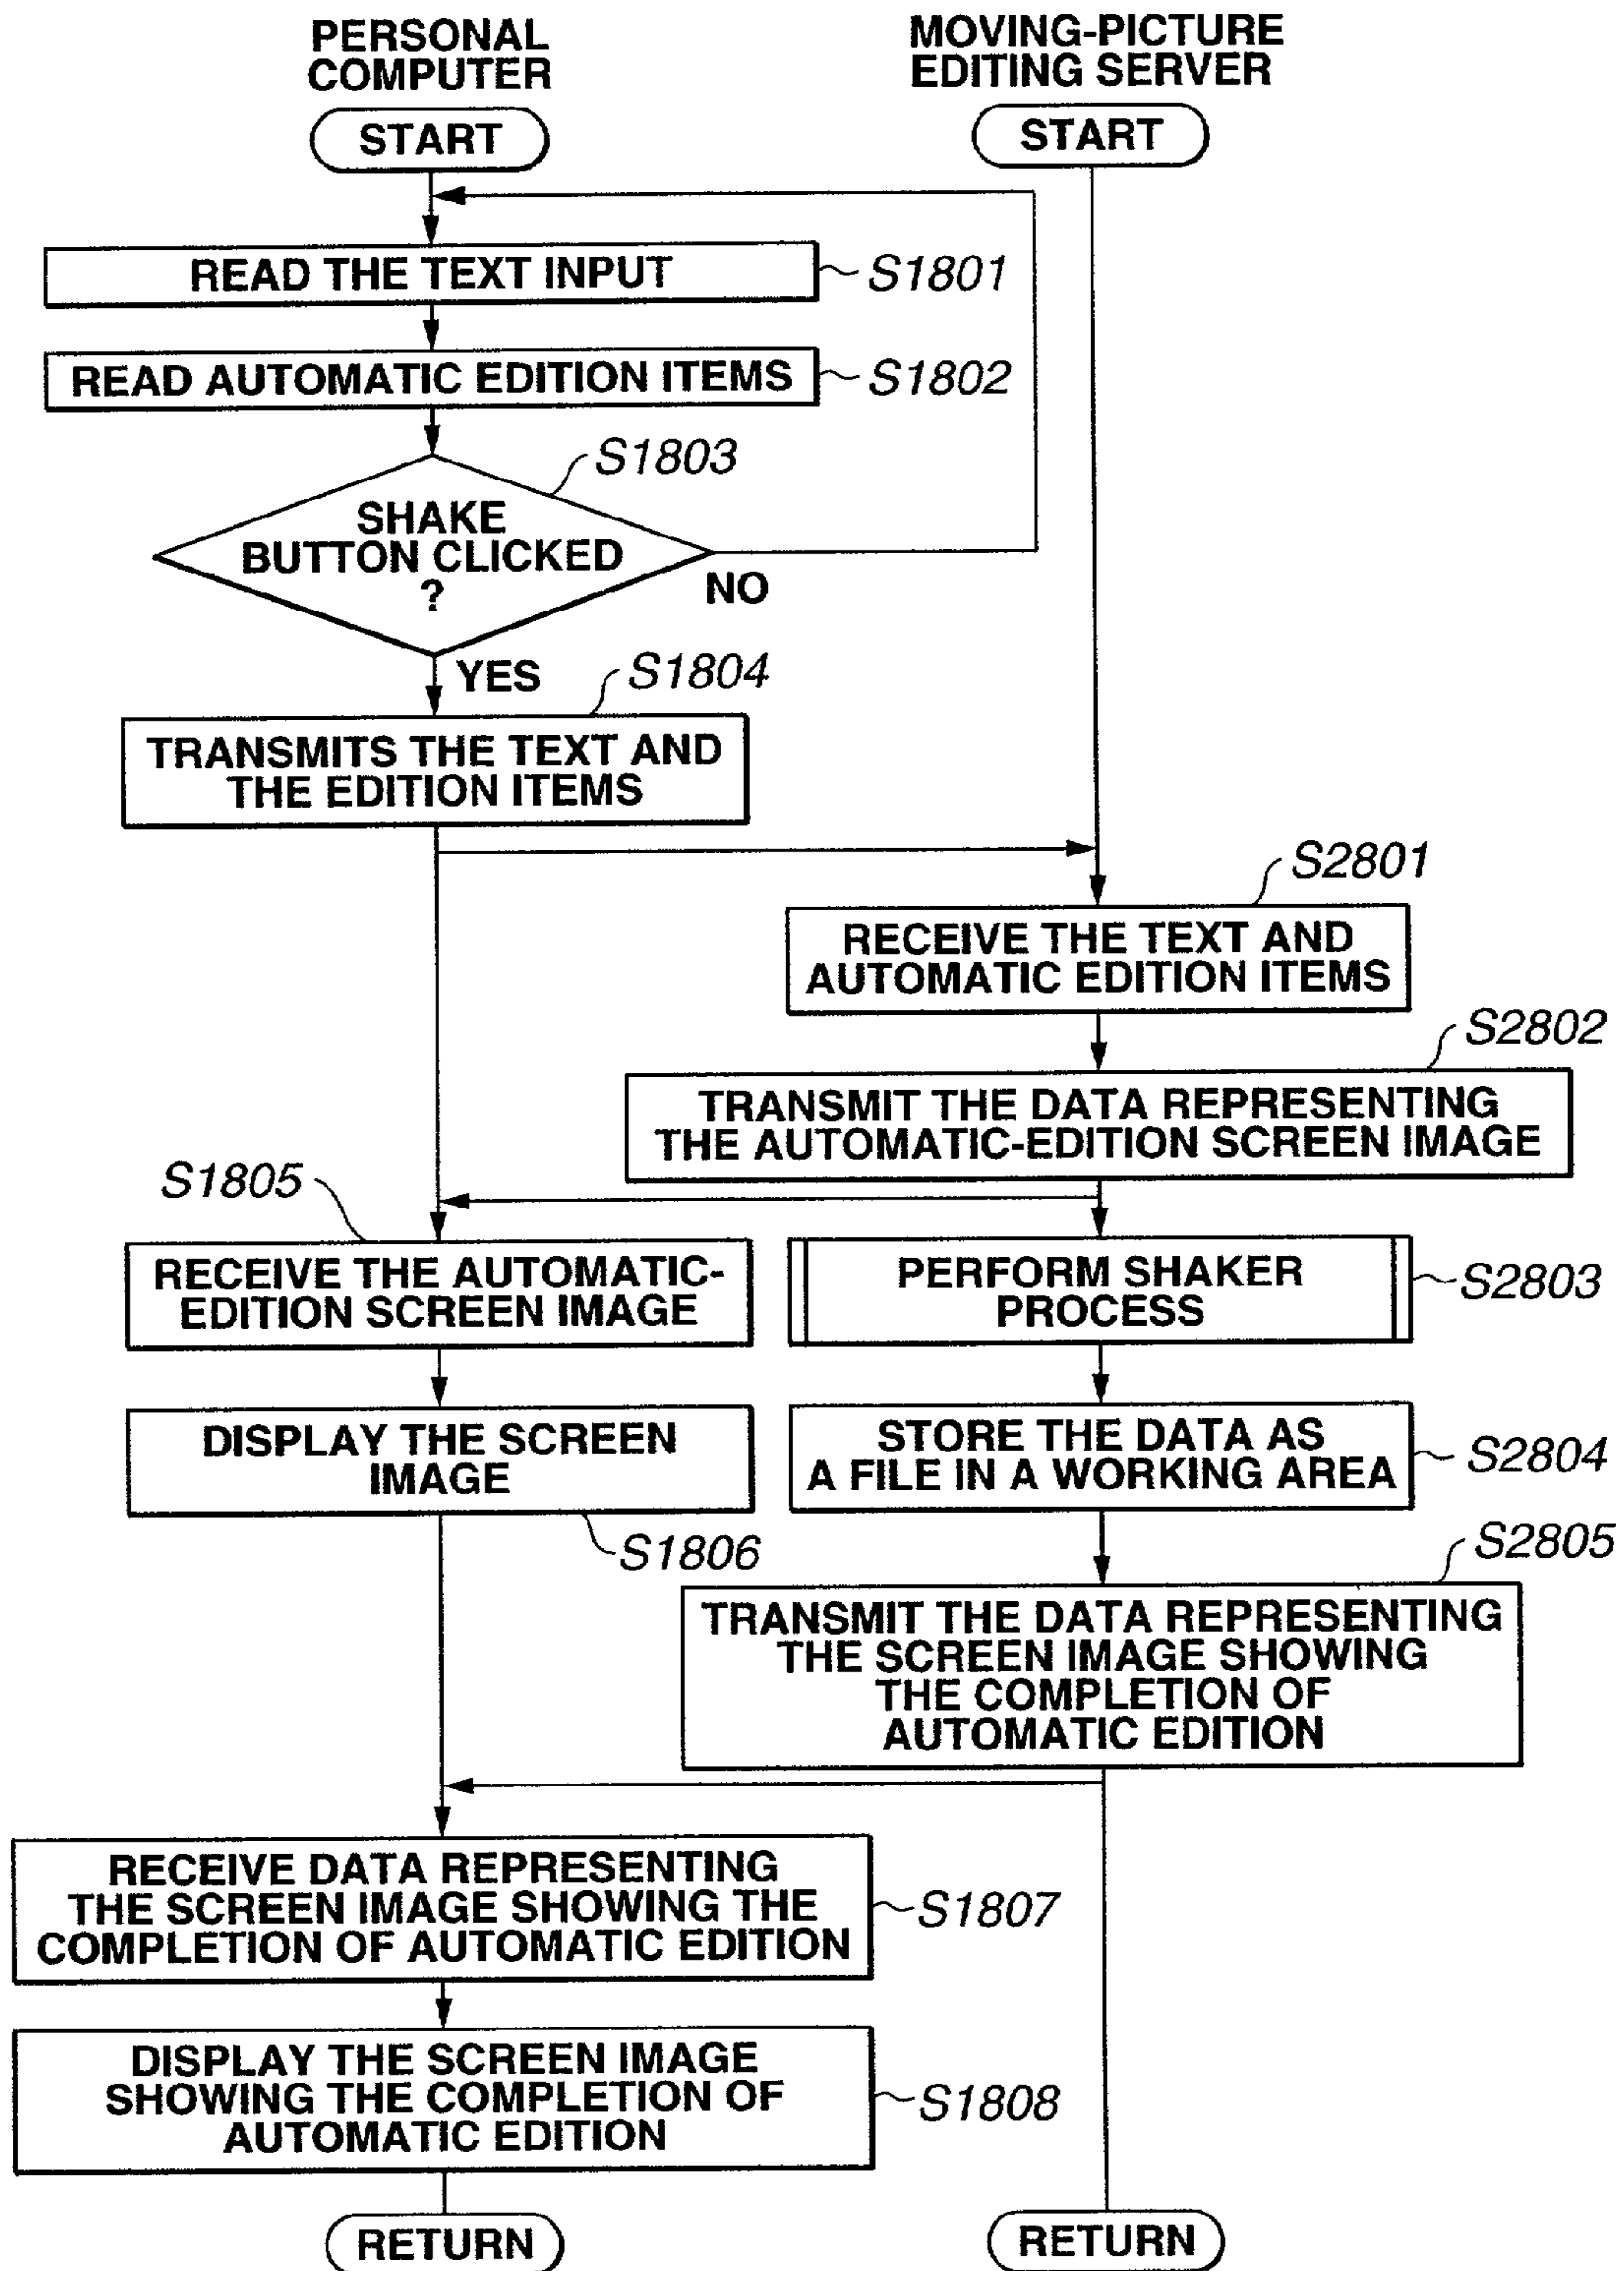 PERSONAL
COMPUTER
MOVING-PICTURE
EDITING SERVER
START
START
READ THE TEXT INPUT
S1801
READ AUTOMATIC EDITION ITEMS
S1802
S1803
SHAKE
BUTTON CLICKED
?
NO
YES
S1804
TRANSMITS THE TEXT AND
THE EDITION ITEMS
S2801
RECEIVE THE TEXT AND
AUTOMATIC EDITION ITEMS
S2802
TRANSMIT THE DATA REPRESENTING
THE AUTOMATIC-EDITION SCREEN IMAGE
S1805
RECEIVE THE AUTOMATIC-
EDITION SCREEN IMAGE
PERFORM SHAKER
PROCESS
S2803
DISPLAY THE SCREEN
IMAGE
S1806
STORE THE DATA AS
A FILE IN A WORKING AREA
S2804
S2805
TRANSMIT THE DATA REPRESENTING
THE SCREEN IMAGE SHOWING
THE COMPLETION OF
AUTOMATIC EDITION
RECEIVE DATA REPRESENTING
THE SCREEN IMAGE SHOWING THE
COMPLETION OF AUTOMATIC EDITION
S1807
DISPLAY THE SCREEN IMAGE
SHOWING THE COMPLETION OF
AUTOMATIC EDITION
S1808
RETURN
RETURN